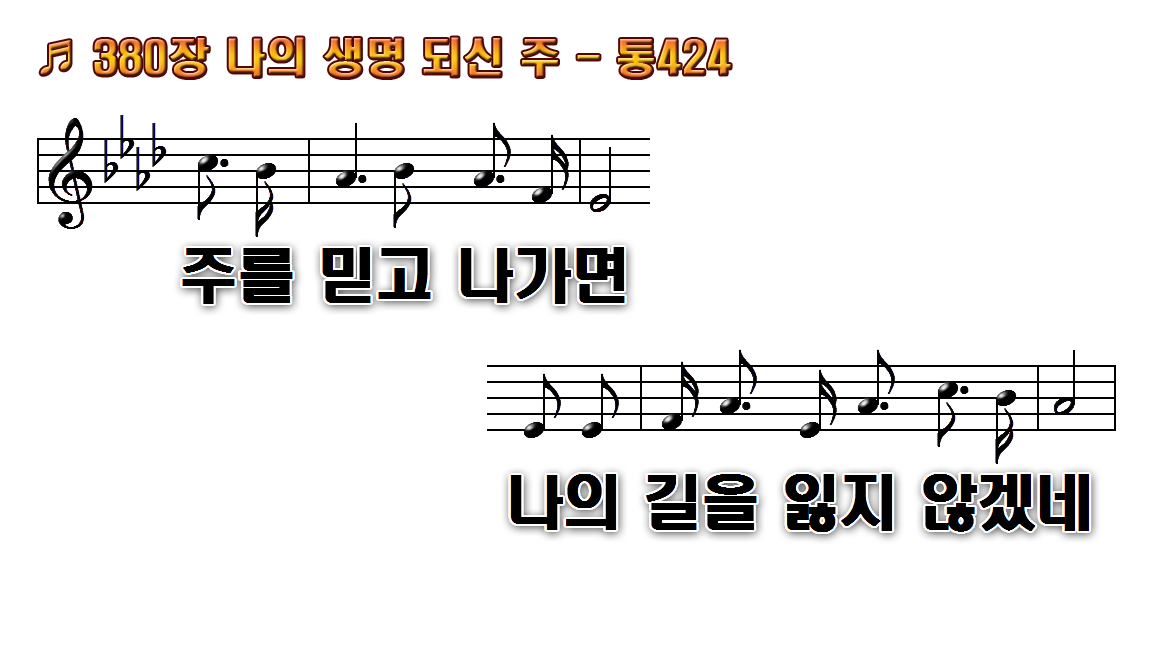 ♬ 380장 나의 생명 되신 주 - 통424
주를 믿고 나가면
나의 길을 잃지 않겠네